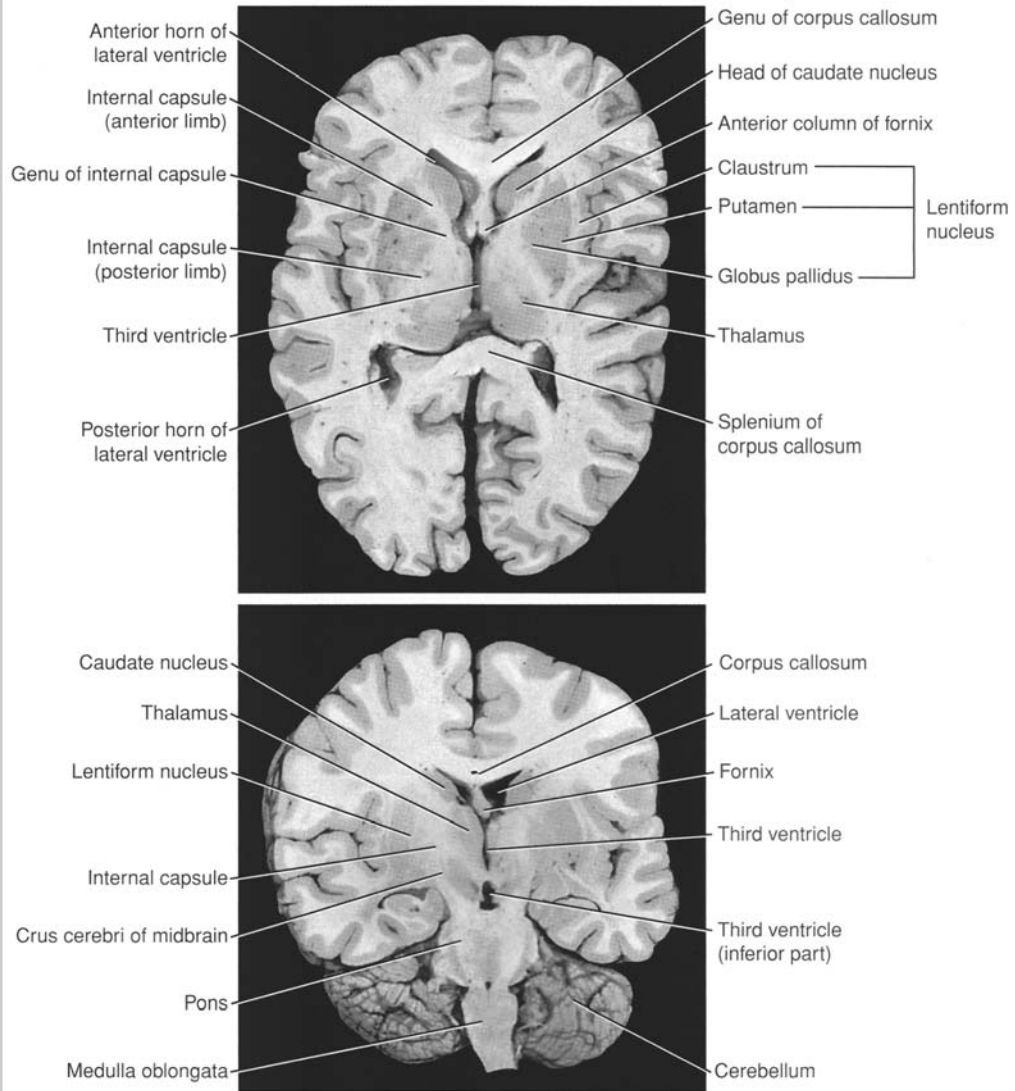 Anterior horn of
lateral ventricle
Internal capsule
(anterior limb)
Genu of internal capsule
Internal capsule
(posterior limb)
Third ventricle
Posterior horn of
lateral ventricle
Genu of corpus callosum
Head of caudate nucleus
Anterior column of fornix
Claustrum
Putamen
Globus pallidus
Lentiform
nucleus
Thalamus
Splenium of
corpus callosum
Caudate nucleus
Thalamus
Lentiform nucleus
Internal capsule
Crus cerebri of midbrain
Pons
Medulla oblongata
Corpus callosum
Lateral ventricle
Fornix
Third ventricle
Third ventricle
(inferior part)
Cerebellum